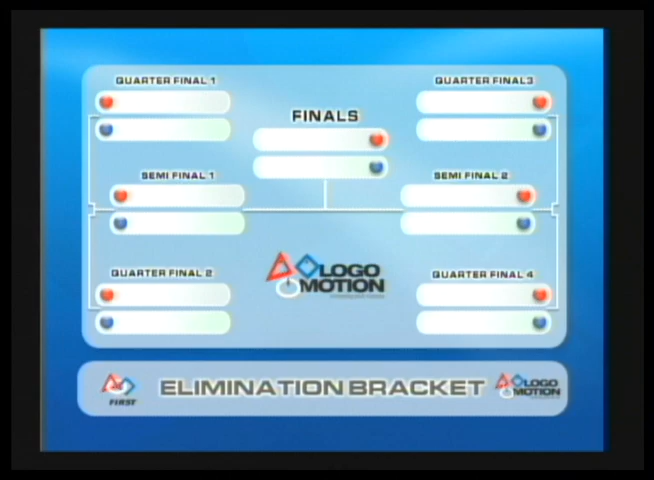 QUARTER FINAL 1
QUARTER FINAL3
FINALS
SEMI FINAL 1
SEMI FINAL 2
LOGO
MOTION
QUARTER FINAL 2
QUARTER FINAL 4
FIRST
ELIMINATION BRACKET
LOGO
MOTION